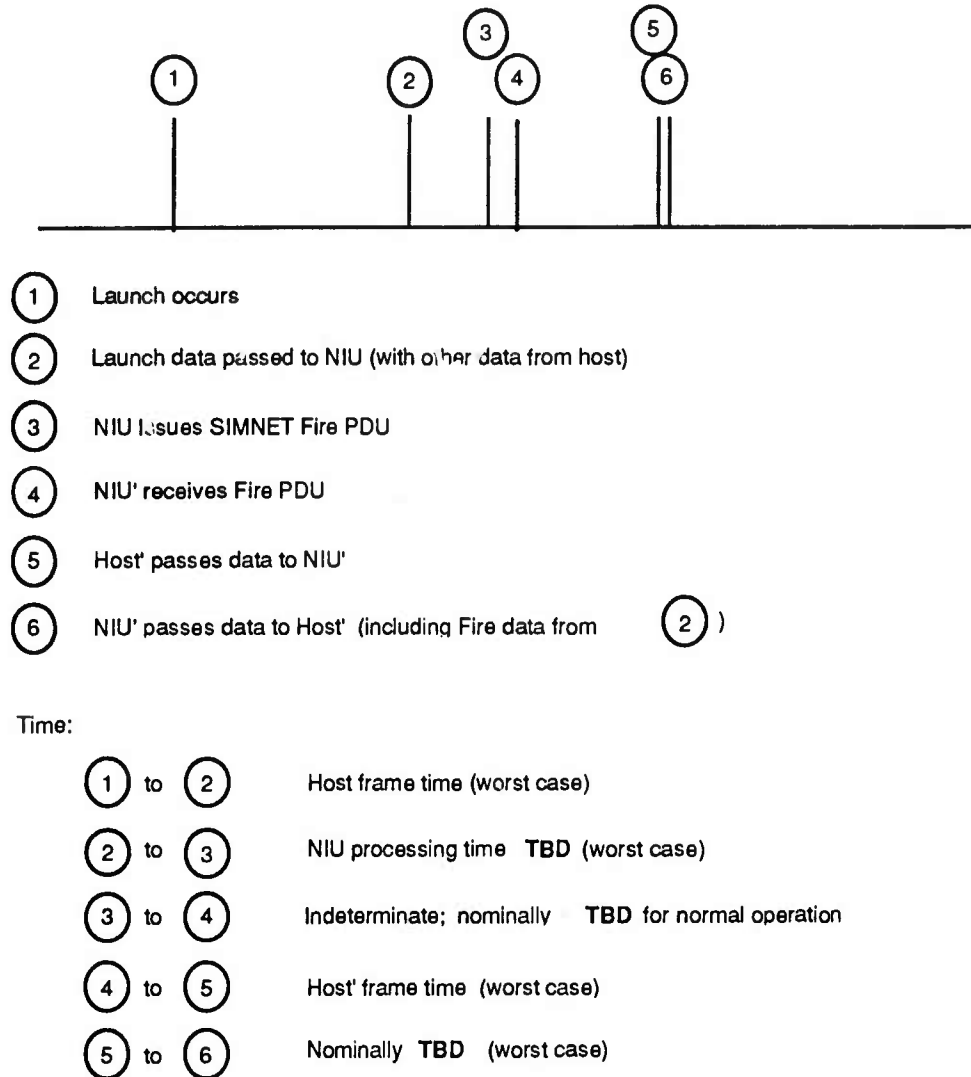 3 5
1 2 4 6
1 Launch occurs
2 Launch data passed to NIU (with other data from host)
3 NIU Issues SIMNET Fire PDU
4 NIU' receives Fire PDU
5 Host' passes data to NIU'
6 NIU' passes data to Host' (including Fire data from 2 )
Time:
1 to 2 Host frame time (worst case)
2 to 3 NIU processing time TBD (worst case)
3 to 4 Indeterminate; nominally TBD for normal operation
4 to 5 Host' frame time (worst case)
5 to 6 Nominally TBD (worst case)